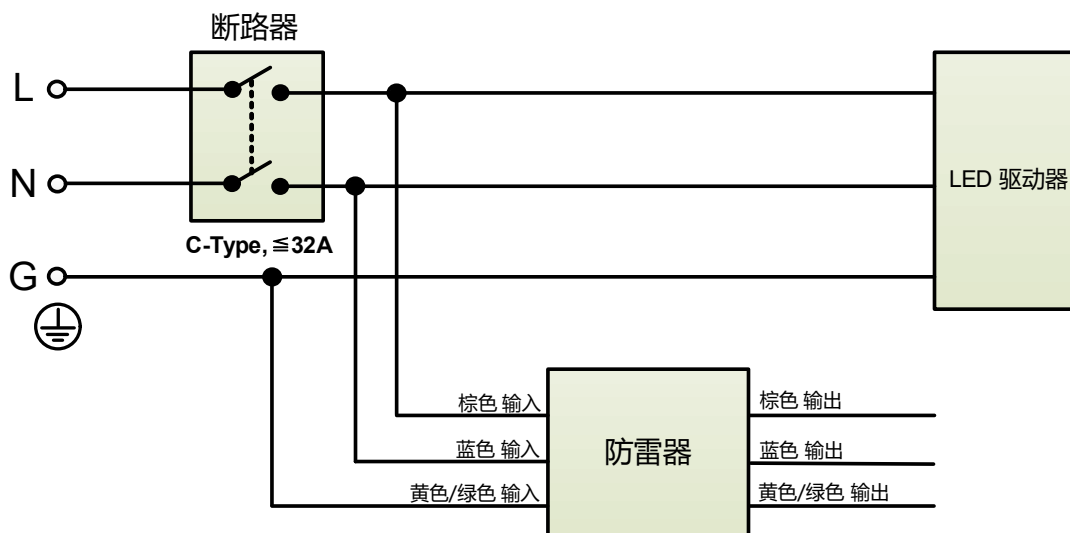 断路器
L
N
LED 驱动器
C-Type, ≦32A
G
棕色 输入
棕色 输出
蓝色 输入
防雷器
蓝色 输出
黄色/绿色 输入
黄色/绿色 输出